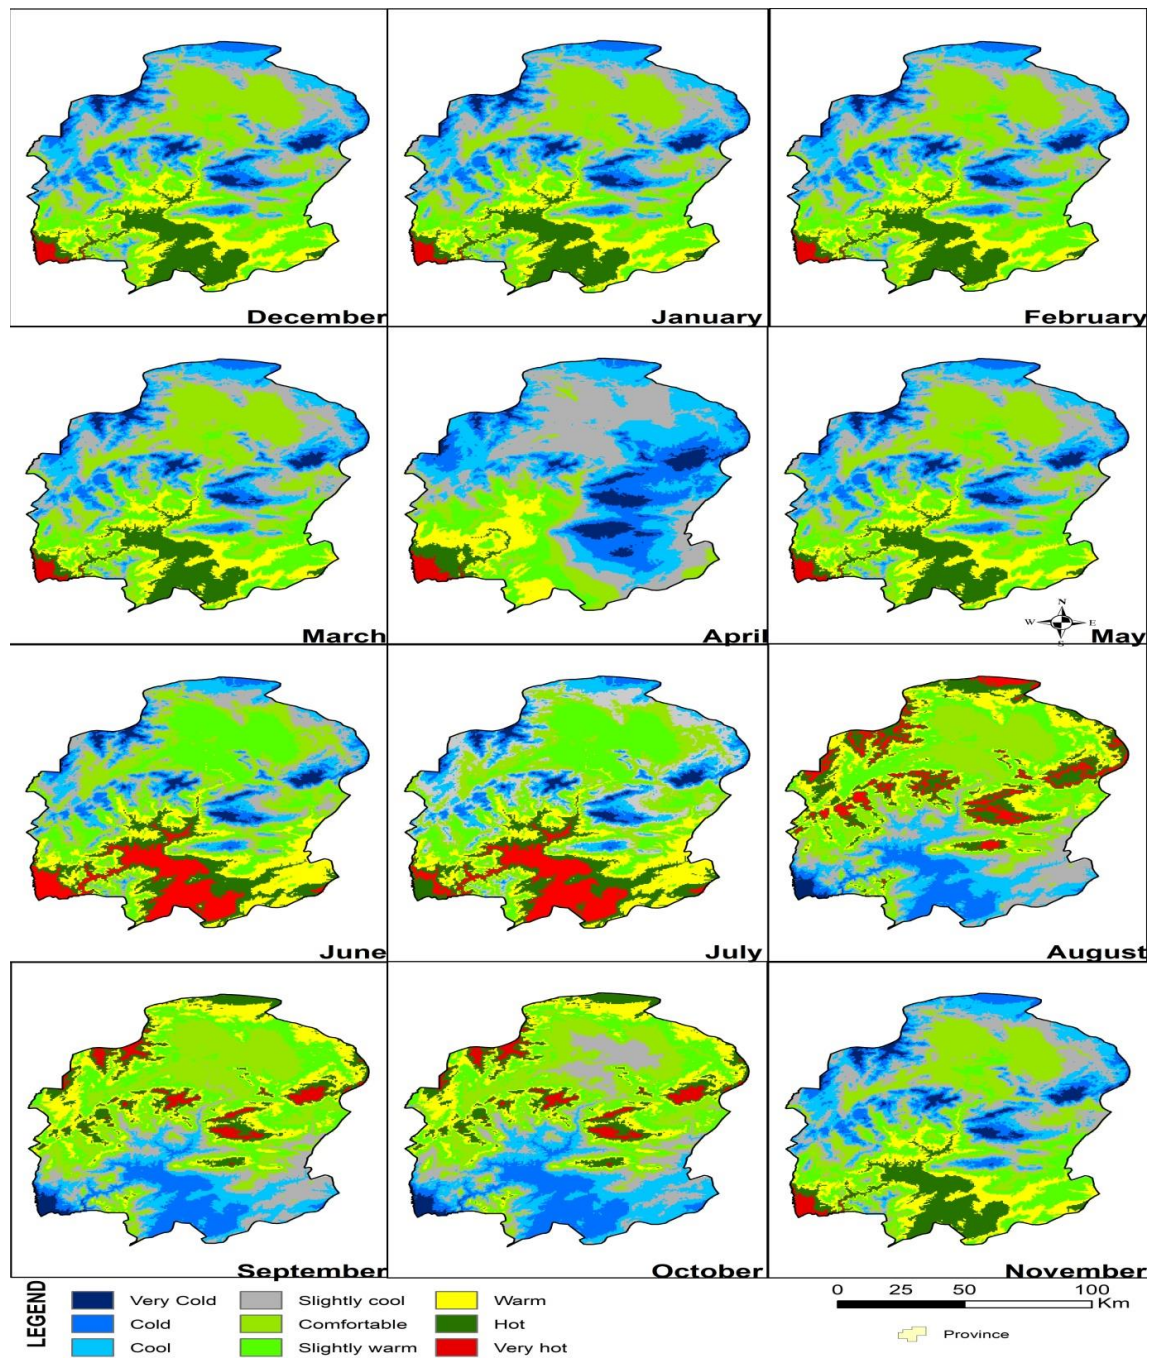 December
January
February
March
April
N
W E
S
May
June
July
August
September
October
November
LEGEND
Very Cold
Cold
Cool
Slightly cool
Comfortable
Slightly warm
Warm
Hot
Very hot
0 25 50 100
Km
Province